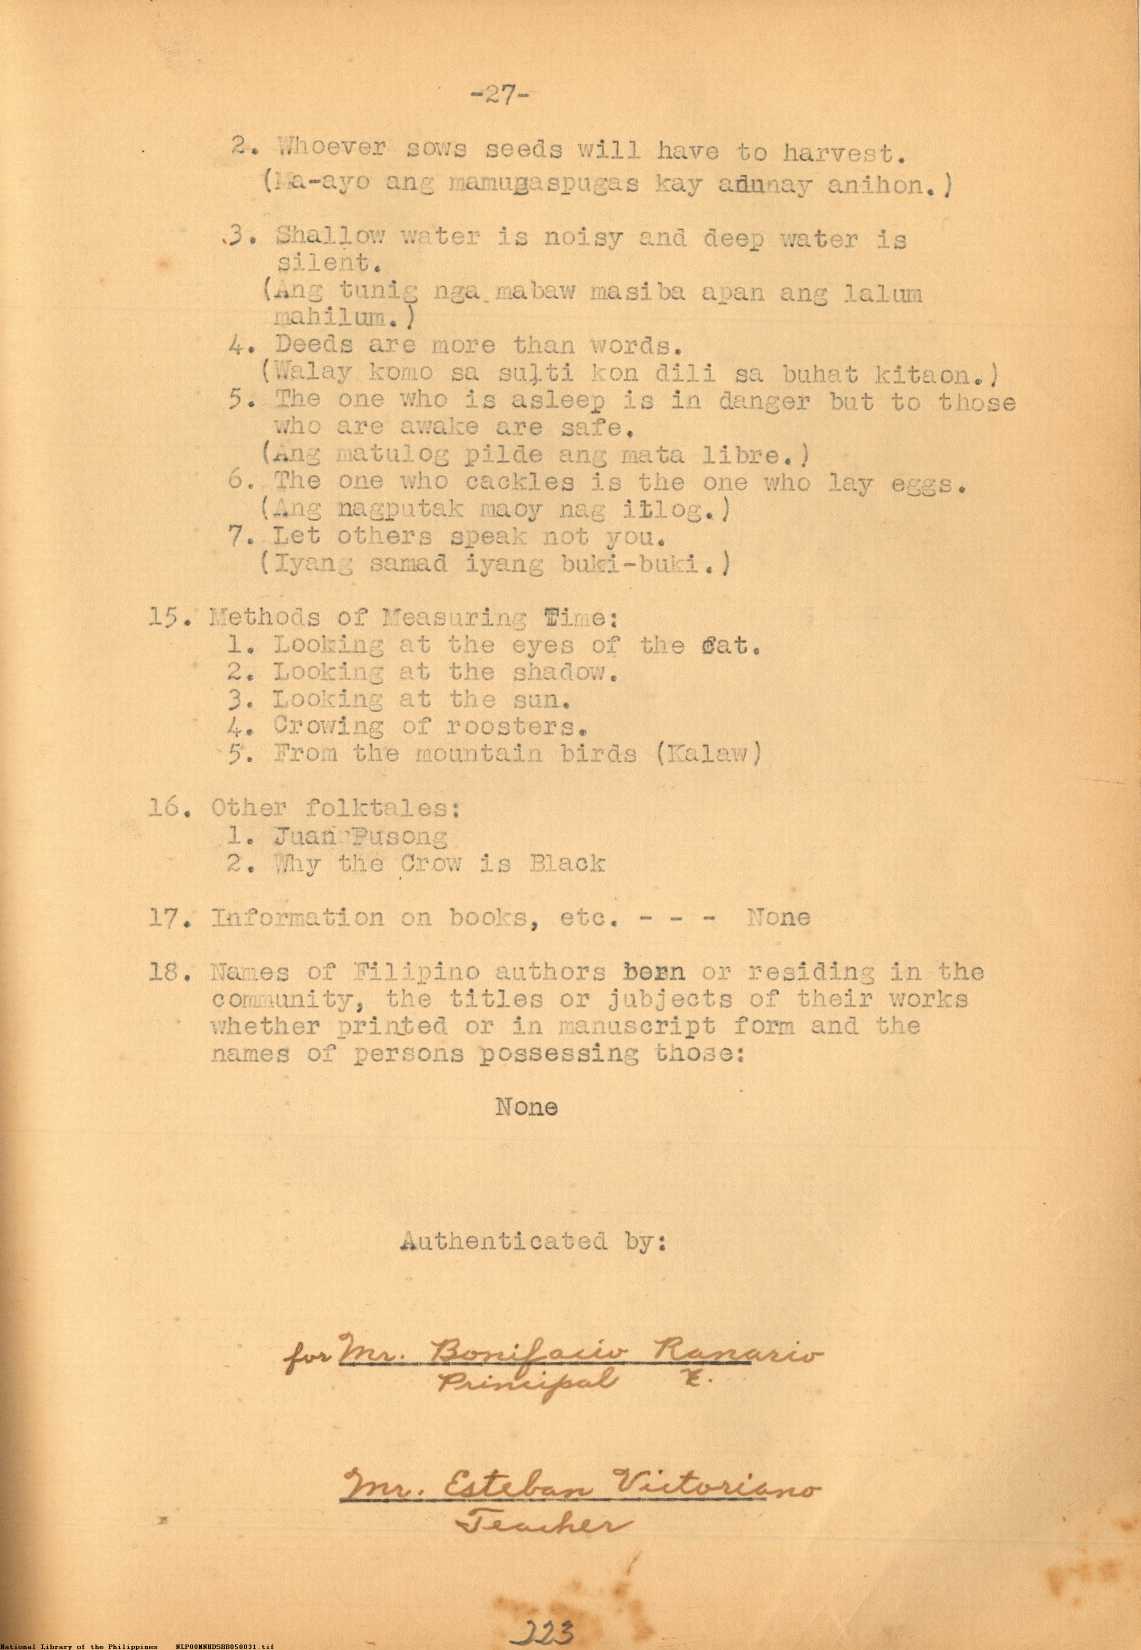 -27-
2. Whoever sows seeds will have to harvest.
(Ma-ayo ang mamugaspugas kay adunay anihon.)
3. Shallow water is noisy and deep water is
silent.
(Ang tunig nga mabaw masiba apan ang lalum
mahilum.)
4. Deeds are more than words.
(Walay komo sa sulti kon dili sa buhat kitaon.)
5. The one who is asleep is in danger but to those
who are awake are safe.
(Ang matulog pilde ang mata libre.)
6. The one who cackles is the one who lay eggs.
(Ang nagputak maoy nag itlog.)
7. Let others speak not you.
(Iyang samad iyang buki-buki.)
15. Methods of Measuring Time:
1. Looking at the eyes of the Cat.
2. Looking at the shadow.
3. Looking at the sun.
4. Crowing of roosters.
5. From the mountain birds (Kalaw)
16. Other folktales:
1. Juan Pusong
2. Why the Crow is Black
17. Information on books, etc. - - - None
18. Names of Filipino authors born or residing in the
community, the titles or jubjects of their works
whether printed or in manuscript form and the
names of persons possessing those:
None
Authenticated by:
for Mr. Bonifacio Ranario
Principal
Mr. Esteban Victoriano
Teacher
223
National Library of the Philippines NLP00MNHDSHB050031.tif